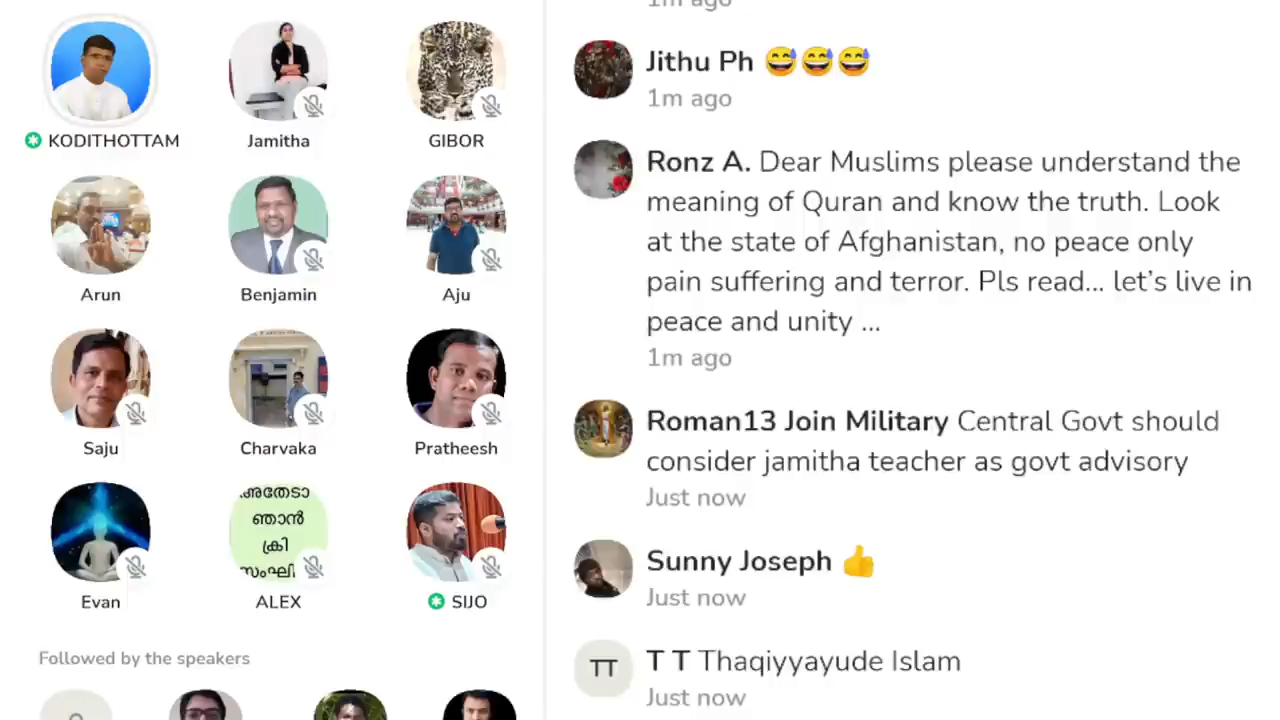 KODITHOTTAM
Jamitha
GIBOR
Arun
Benjamin
Aju
Saju
Charvaka
Pratheesh
അതേടാ
ഞാൻ
ക്രി
സംഘി
Evan
ALEX
SIJO
Followed by the speakers
1m ago
Jithu Ph 😅😅😅
1m ago
Ronz A. Dear Muslims please understand the
meaning of Quran and know the truth. Look
at the state of Afghanistan, no peace only
pain suffering and terror. Pls read... let's live in
peace and unity ...
1m ago
Roman13 Join Military Central Govt should
consider jamitha teacher as govt advisory
Just now
Sunny Joseph 👍
Just now
TT
T T Thaqiyyayude Islam
Just now